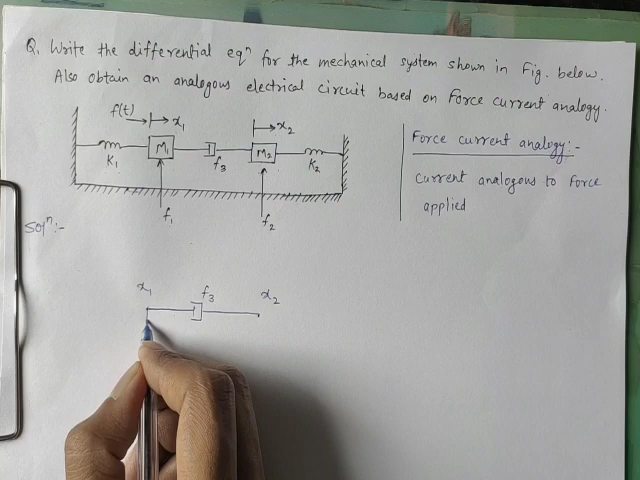 Q. Write the differential eqⁿ for the mechanical system shown in Fig. below.
Also obtain an analogous electrical circuit based on Force current analogy.
f(t) x₁ x₂
K₁ M₁ f₃ M₂ K₂
f₁ f₂
Force current analogy:-
Current analogous to force
applied
Solⁿ:-
x₁ f₃ x₂